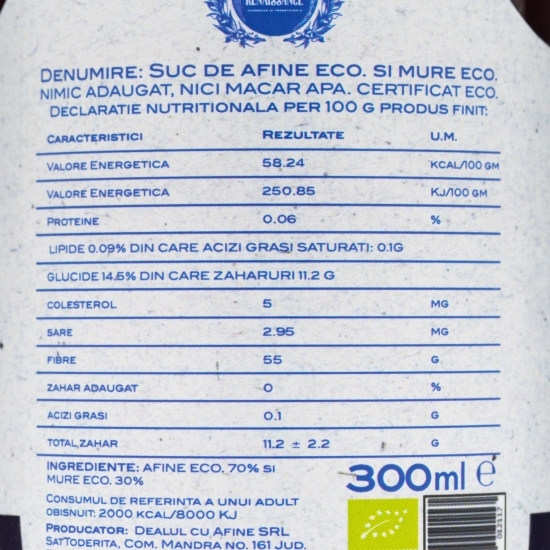 RENAISSANCE
DENUMIRE: SUC DE AFINE ECO. SI MURE ECO.
NIMIC ADAUGAT, NICI MACAR APA. CERTIFICAT ECO.
DECLARATIE NUTRITIONALA PER 100 G PRODUS FINIT:
CARACTERISTICI REZULTATE U.M.
VALORE ENERGETICA 58.24 KCAL/100 GM
VALORE ENERGETICA 250.85 KJ/100 GM
PROTEINE 0.06 %
LIPIDE 0.09% DIN CARE ACIZI GRASI SATURATI: 0.1G
GLUCIDE 14.5% DIN CARE ZAHARURI 11.2 G
COLESTEROL 5 MG
SARE 2.95 MG
FIBRE 55 G
ZAHAR ADAUGAT 0 %
ACIZI GRASI 0.1 G
TOTAL ZAHAR 11.2 ± 2.2 G
INGREDIENTE: AFINE ECO. 70% SI
MURE ECO. 30%
300ml e
CONSUMUL DE REFERINTA A UNUI ADULT
OBISNUIT: 2000 KCAL/8000 KJ
PRODUCATOR: DEALUL CU AFINE SRL
SAT TODERITA, COM. MANDRA NO. 161 JUD.